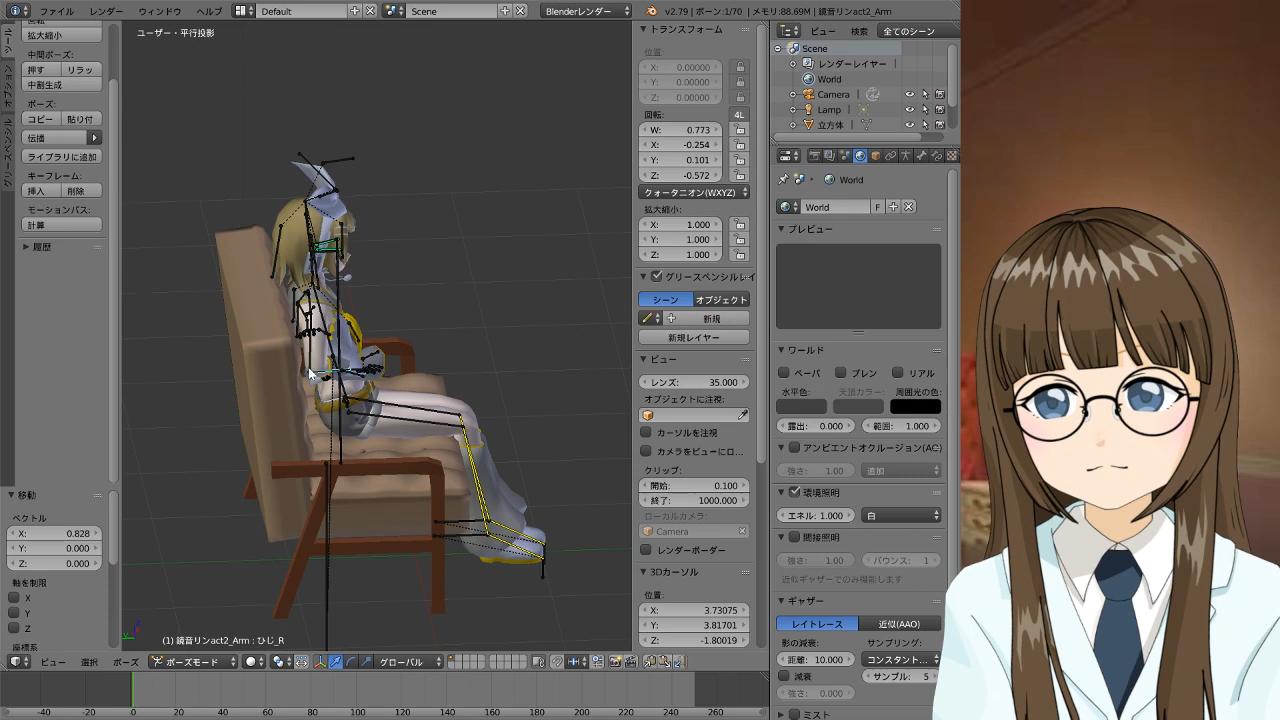 ファイル レンダー ウィンドウ ヘルプ Default Scene Blenderレンダー v2.79 | ボーン:1/70 | メモリ:88.69M | 鏡音リンact2_Arm
ツール
オプション
グリースペンシル
拡大縮小
中間ポーズ:
押す リラッ
中割生成
ポーズ:
コピー 貼り付
伝播
ライブラリに追加
キーフレーム:
挿入 削除
モーションパス:
計算
履歴
移動
ベクトル
X: 0.828
Y: 0.000
Z: 0.000
軸を制限
X
Y
Z
座標系
ユーザー・平行投影
(1) 鏡音リンact2_Arm : ひじ_R
ビュー 選択 ポーズ ポーズモード グローバル
-40 -20 0 20 40 60 80 100 120 140 160 180 200 220 240 260
トランスフォーム
位置:
X: 0.00000
Y: 0.00000
Z: 0.00000
回転: 4L
W: 0.773
X: -0.254
Y: 0.101
Z: -0.572
クォータニオン(WXYZ)
拡大縮小:
X: 1.000
Y: 1.000
Z: 1.000
グリースペンシルレイ
シーン オブジェクト
新規
新規レイヤー
ビュー
レンズ: 35.000
オブジェクトに注視:
カーソルを注視
カメラをビューにロ...
クリップ:
開始: 0.100
終了: 1000.000
ローカルカメラ:
Camera
レンダーボーダー
3Dカーソル
位置:
X: 3.73075
Y: 3.81701
Z: -1.80019
ビュー 検索 全てのシーン
Scene
レンダーレイヤー
World
Camera
Lamp
立方体
World
World F
プレビュー
ワールド
ペーパ ブレン リアル
水平色: 天頂カラー: 周囲光の色:
露出: 0.000 範囲: 1.000
アンビエントオクルージョン(AC
強さ: 1.00 追加
環境照明
エネル: 1.000 白
間接照明
強さ: 1.00 バウンス: 1
近似ギャザーでのみ機能します
ギャザー
レイトレース 近似(AAO)
影の減衰: サンプリング:
距離: 10.000 コンスタント...
減衰 サンプル: 5
強さ: 0.000
ミスト